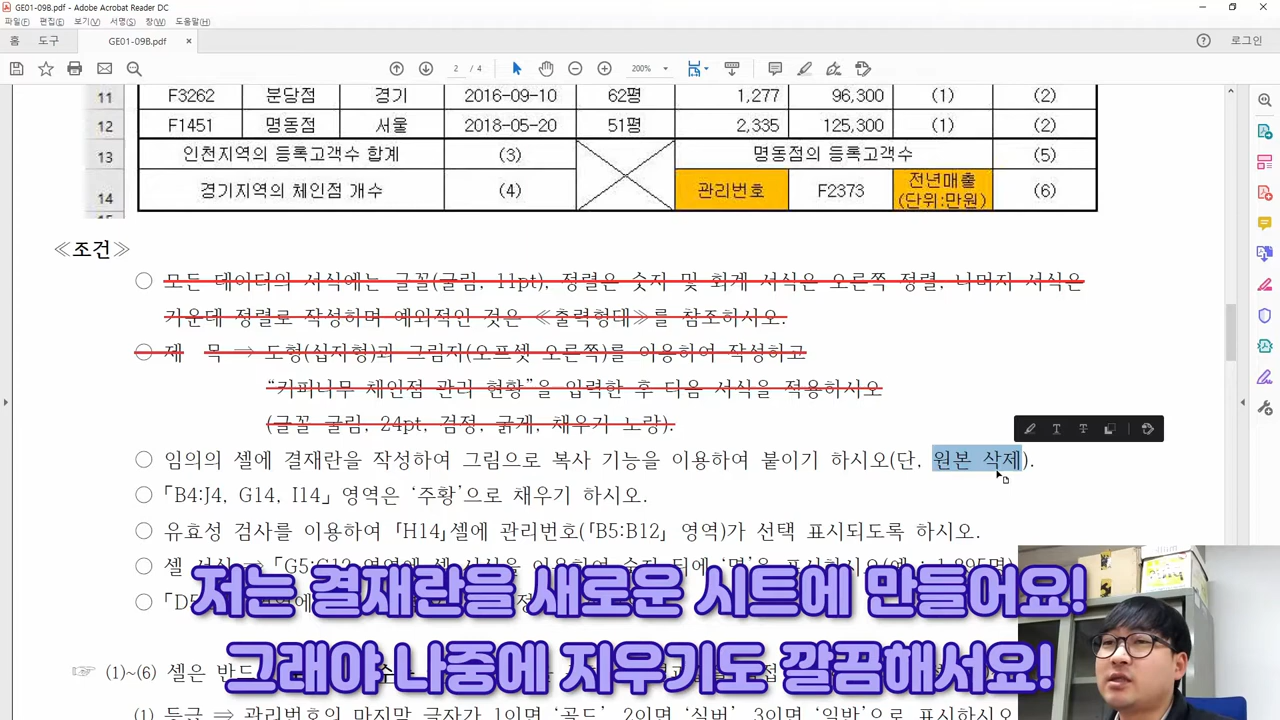 GE01-09B.pdf - Adobe Acrobat Reader DC
파일(F) 편집(E) 보기(V) 서명(S) 창(W) 도움말(H)
홈 도구 GE01-09B.pdf × 로그인
2 / 4 200%
11 F3262 분당점 경기 2016-09-10 62평 1,277 96,300 (1) (2)
12 F1451 명동점 서울 2018-05-20 51평 2,335 125,300 (1) (2)
13 인천지역의 등록고객수 합계 (3) 명동점의 등록고객수 (5)
14 경기지역의 체인점 개수 (4) 관리번호 F2373 전년매출 (6)
(단위:만원)
≪조건≫
○ 모든 데이터의 서식에는 글꼴(굴림, 11pt), 정렬은 숫자 및 회계 서식은 오른쪽 정렬, 나머지 서식은
가운데 정렬로 작성하며 예외적인 것은 ≪출력형태≫를 참조하시오.
○ 제 목 ⇒ 도형(십자형)과 그림자(오프셋 오른쪽)를 이용하여 작성하고
“커피나무 체인점 관리 현황”을 입력한 후 다음 서식을 적용하시오
(글꼴 굴림, 24pt, 검정, 굵게, 채우기 노랑).
○ 임의의 셀에 결재란을 작성하여 그림으로 복사 기능을 이용하여 붙이기 하시오(단, 원본 삭제).
○ 「B4:J4, G14, I14」 영역은 ‘주황’으로 채우기 하시오.
○ 유효성 검사를 이용하여 「H14」셀에 관리번호(「B5:B12」 영역)가 선택 표시되도록 하시오.
○ 셀 서식 ⇒ 「G5:G12
○ 「D5
저는 결재란을 새로운 시트에 만들어요!
그래야 나중에 지우기도 깔끔해서요!
☞ (1)~(6) 셀은 반드
(1) 등급 ⇒ 관리번호의 마지막 글자가 1이면 ‘골드’, 2이면 ‘실버’, 3이면 ‘일반’으로 표시하시오